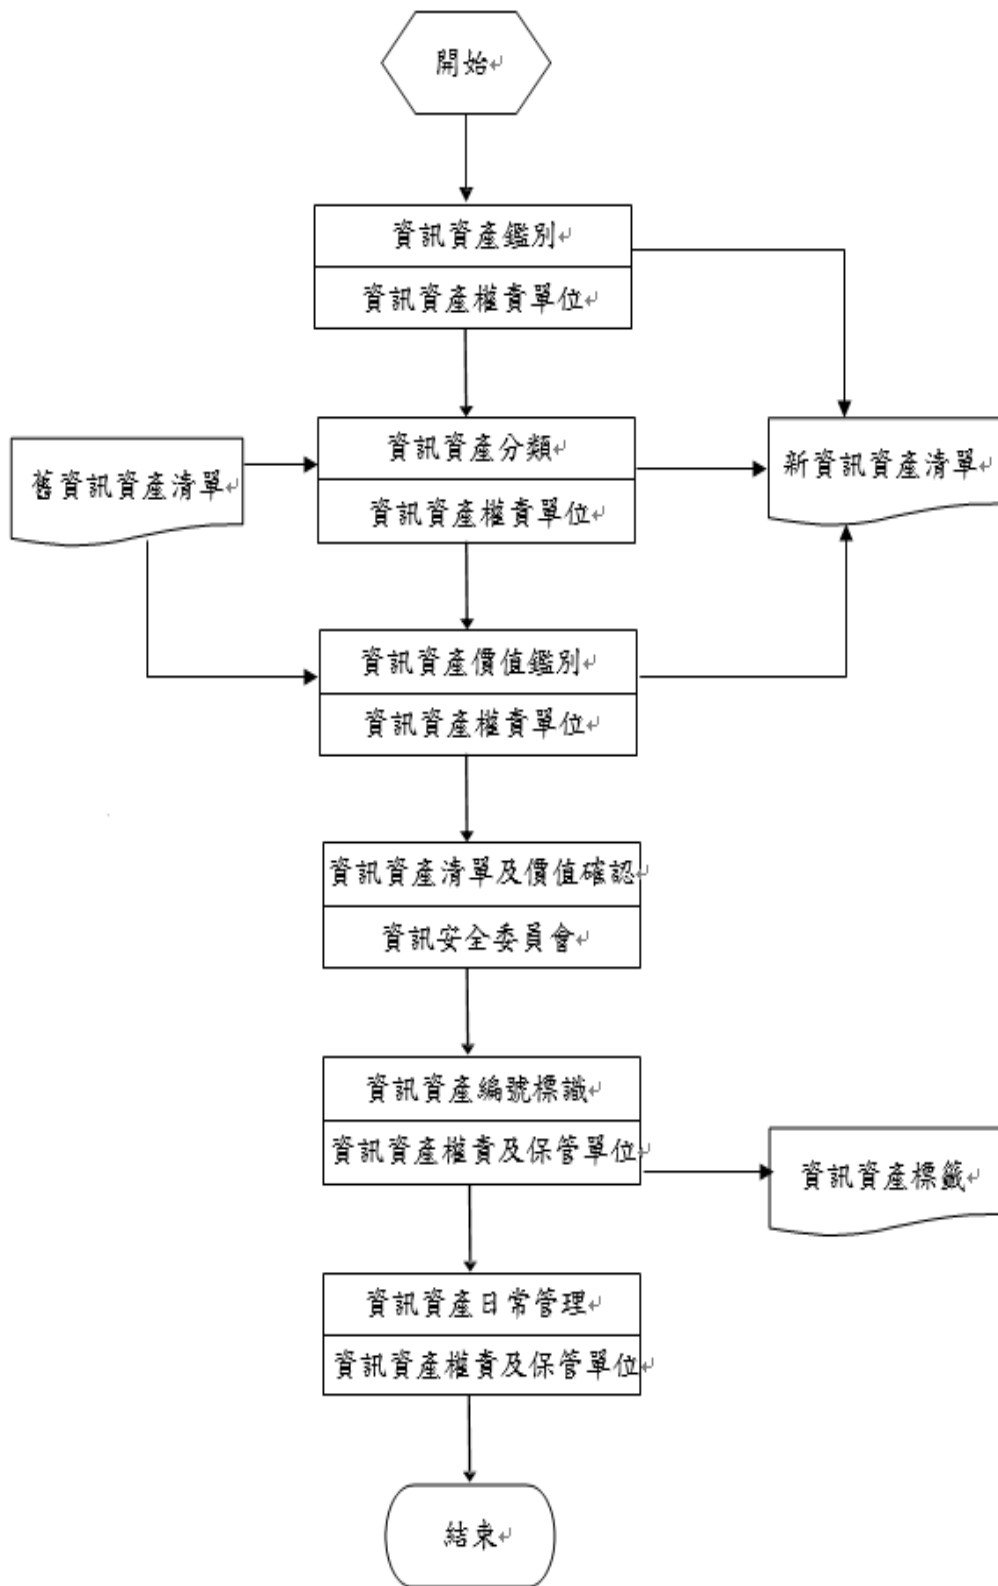 開始
資訊資產鑑別
資訊資產權責單位
資訊資產分類
資訊資產權責單位
舊資訊資產清單
新資訊資產清單
資訊資產價值鑑別
資訊資產權責單位
資訊資產清單及價值確認
資訊安全委員會
資訊資產編號標識
資訊資產權責及保管單位
資訊資產標籤
資訊資產日常管理
資訊資產權責及保管單位
結束